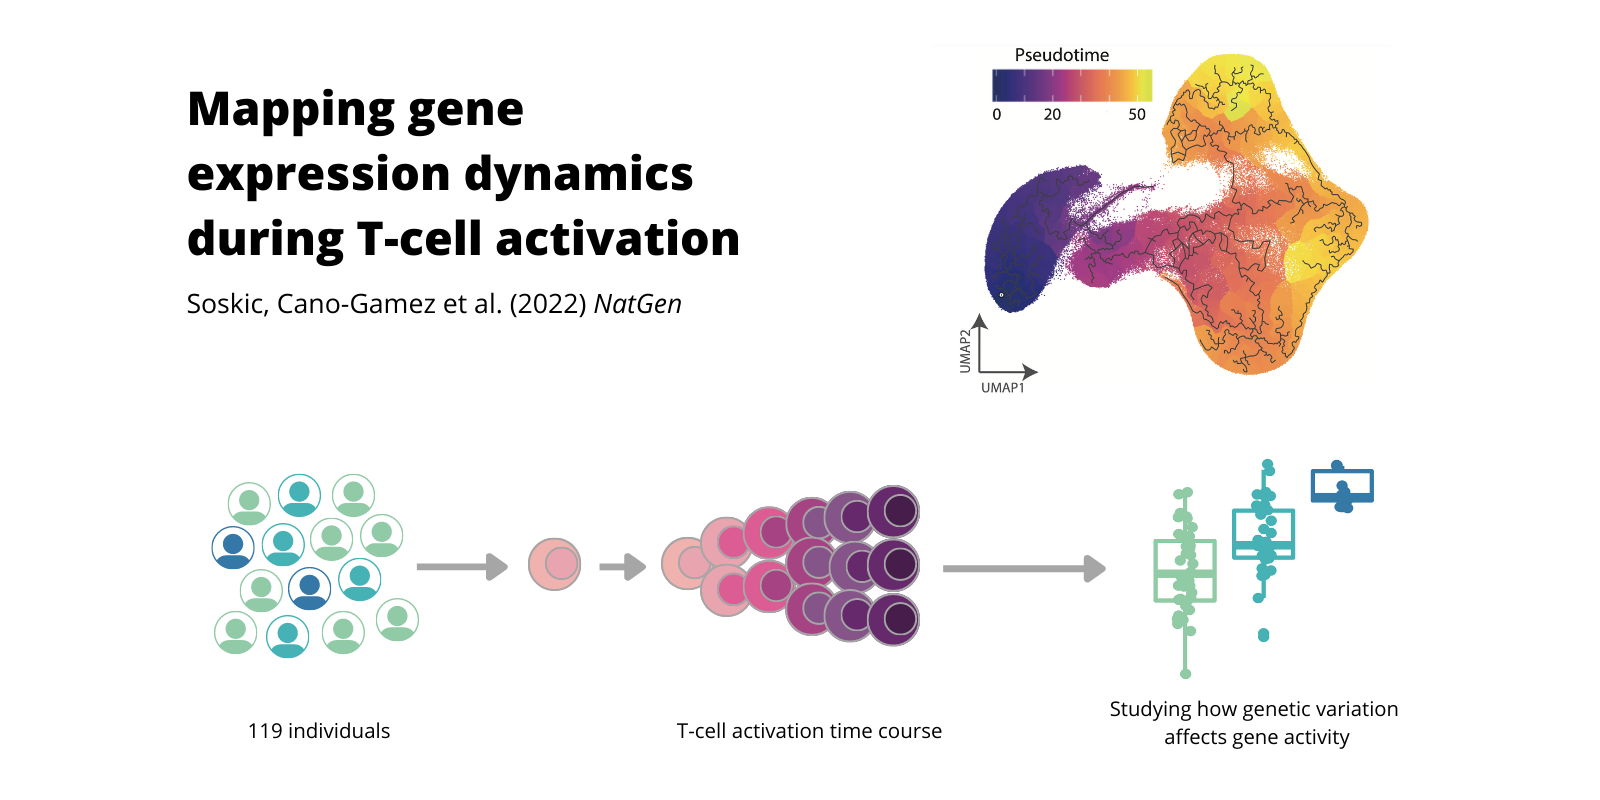 Mapping gene
expression dynamics
during T-cell activation
Soskic, Cano-Gamez et al. (2022) NatGen
Pseudotime
0 20 50
UMAP2
UMAP1
119 individuals
T-cell activation time course
Studying how genetic variation
affects gene activity